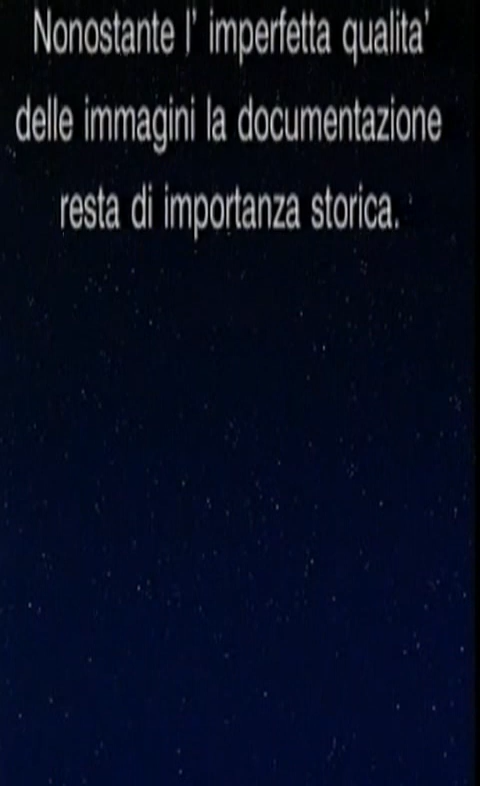 Nonostante l' imperfetta qualita'
delle immagini la documentazione
resta di importanza storica.